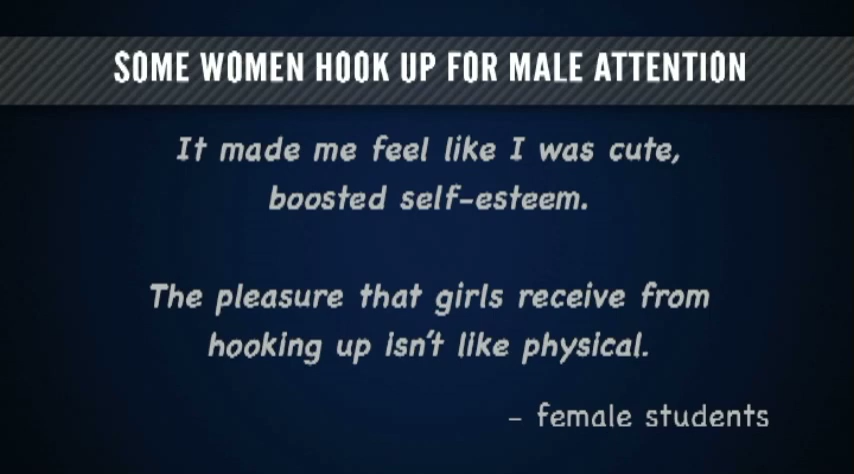 SOME WOMEN HOOK UP FOR MALE ATTENTION
It made me feel like I was cute,
boosted self-esteem.
The pleasure that girls receive from
hooking up isn't like physical.
– female students